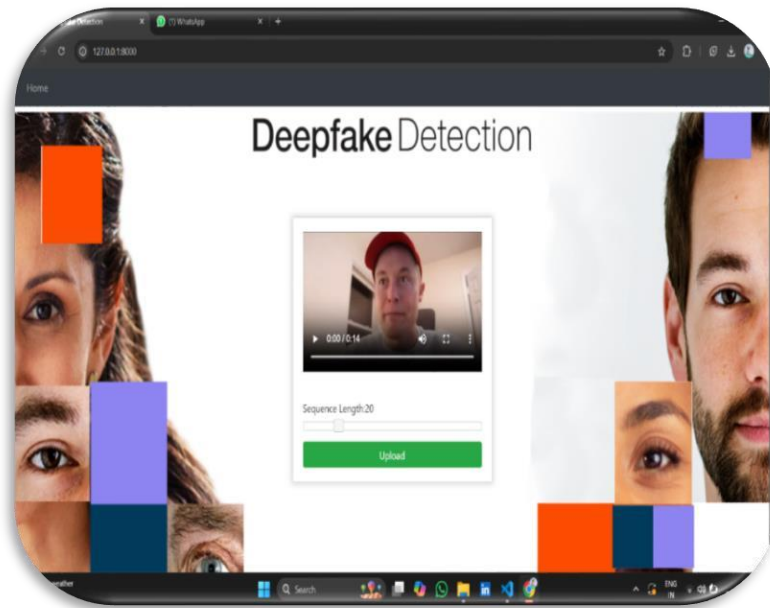 Detection
(1) WhatsApp
127.0.0.1:8000
Home
Deepfake Detection
0:00 / 0:14
Sequence Length:20
Upload
Search
ENG
IN